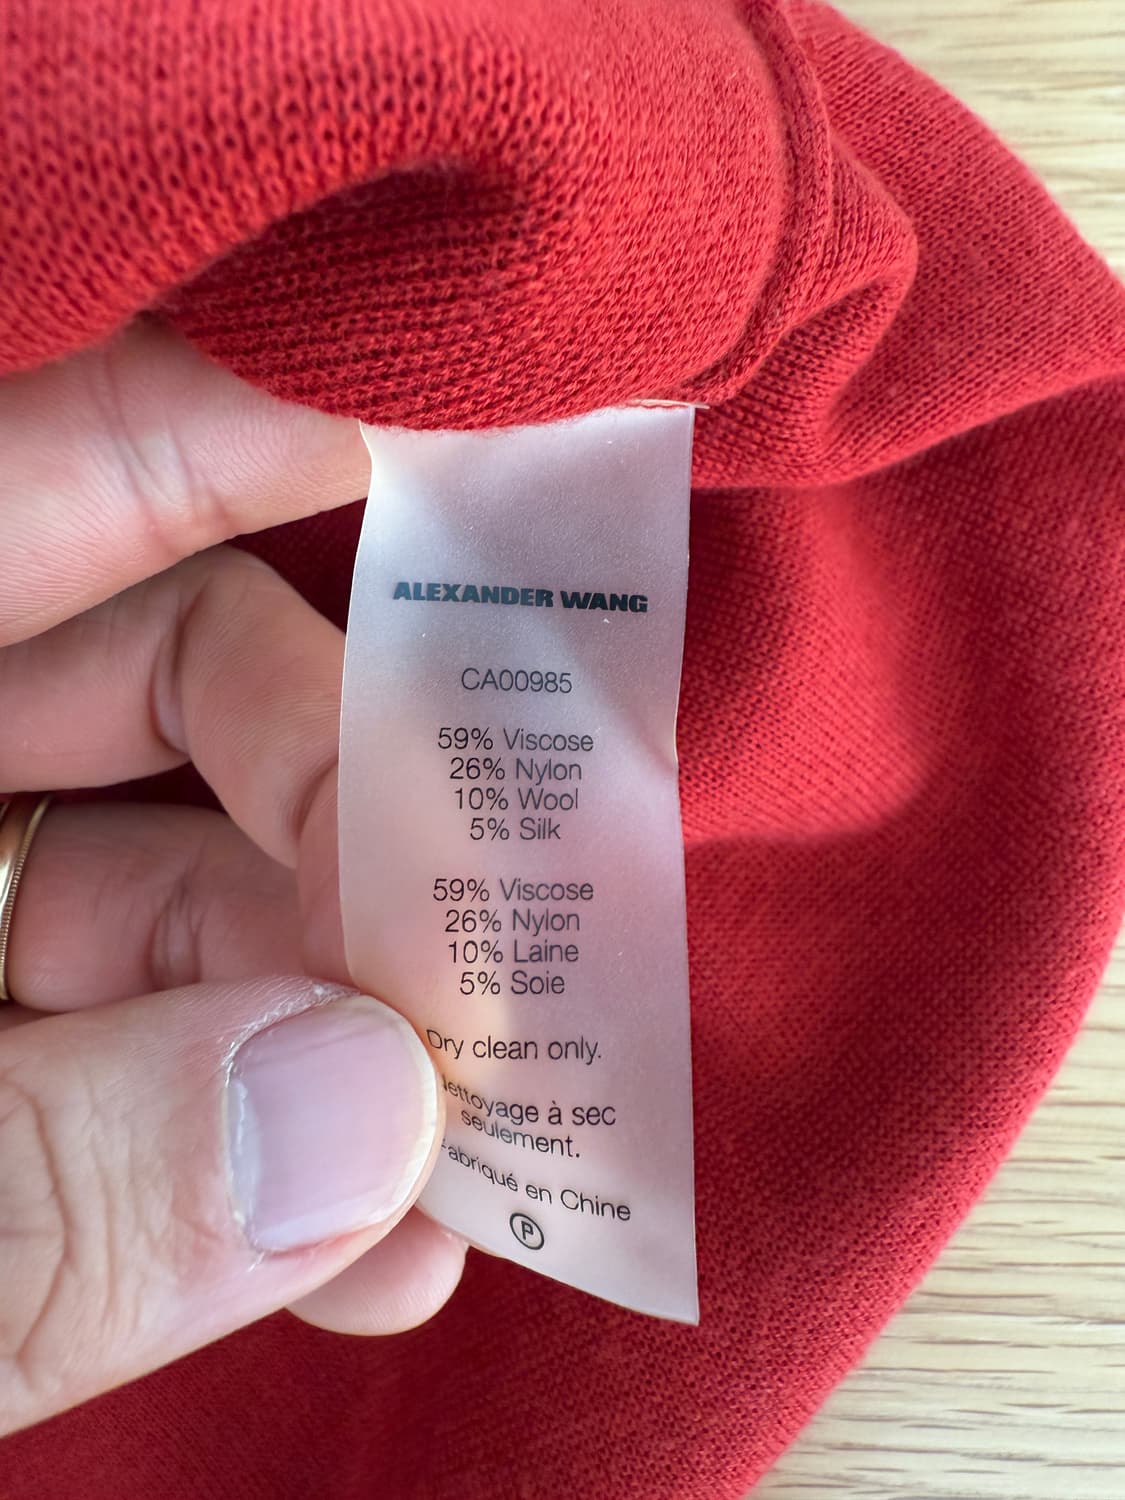 ALEXANDER WANG
CA00985
59% Viscose
26% Nylon
10% Wool
5% Silk
59% Viscose
26% Nylon
10% Laine
5% Soie
Dry clean only.
ettoyage à sec
seulement.
Fabriqué en Chine
P